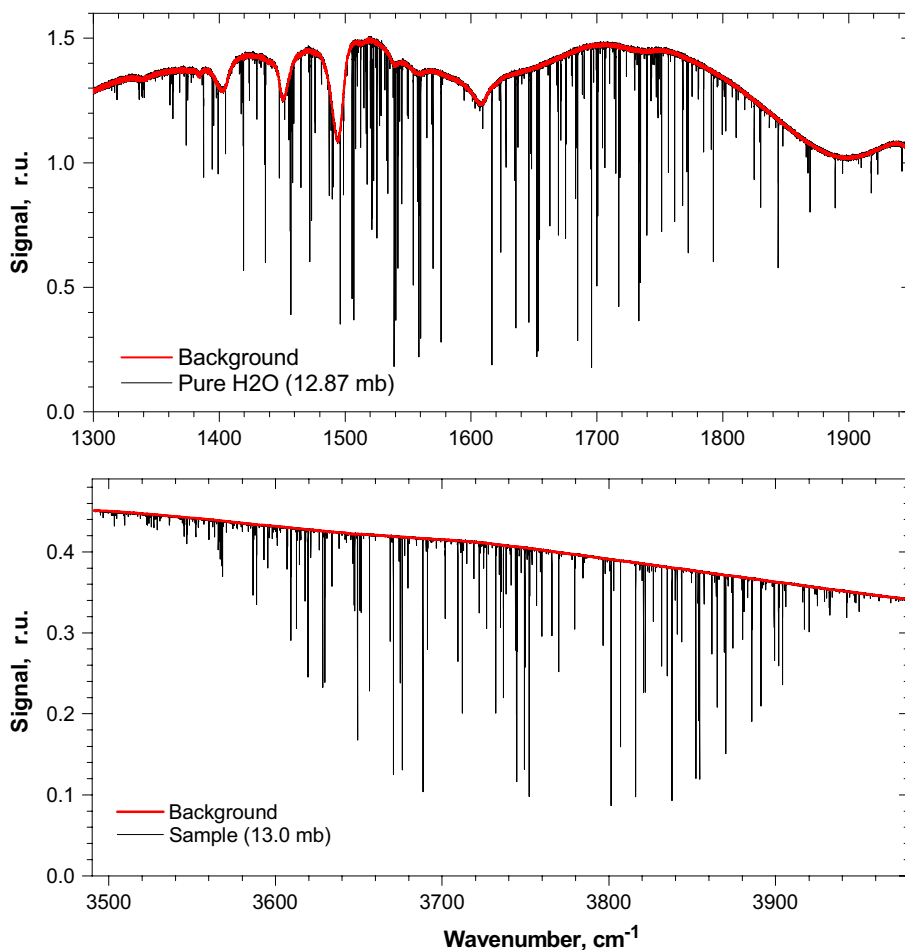 1.5
1.0
0.5
0.0
Signal, r.u.
Background
Pure H2O (12.87 mb)
1300 1400 1500 1600 1700 1800 1900
0.4
0.3
0.2
0.1
0.0
Signal, r.u.
Background
Sample (13.0 mb)
3500 3600 3700 3800 3900
Wavenumber, cm⁻¹